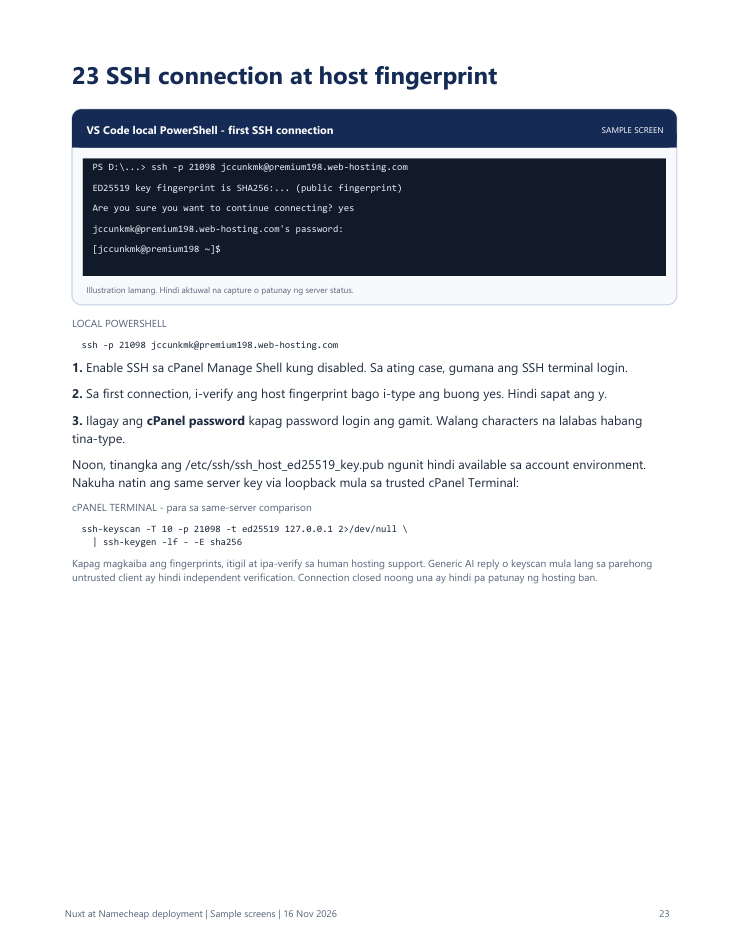 23 SSH connection at host fingerprint
VS Code local PowerShell - first SSH connection
SAMPLE SCREEN
PS D:\...> ssh -p 21098 jccunkmk@premium198.web-hosting.com
ED25519 key fingerprint is SHA256:... (public fingerprint)
Are you sure you want to continue connecting? yes
jccunkmk@premium198.web-hosting.com's password:
[jccunkmk@premium198 ~]$
Illustration lamang. Hindi aktuwal na capture o patunay ng server status.
LOCAL POWERSHELL
ssh -p 21098 jccunkmk@premium198.web-hosting.com
1. Enable SSH sa cPanel Manage Shell kung disabled. Sa ating case, gumana ang SSH terminal login.
2. Sa first connection, i-verify ang host fingerprint bago i-type ang buong yes. Hindi sapat ang y.
3. Ilagay ang cPanel password kapag password login ang gamit. Walang characters na lalabas habang
tina-type.
Noon, tinangka ang /etc/ssh/ssh_host_ed25519_key.pub ngunit hindi available sa account environment.
Nakuha natin ang same server key via loopback mula sa trusted cPanel Terminal:
cPANEL TERMINAL - para sa same-server comparison
ssh-keyscan -T 10 -p 21098 -t ed25519 127.0.0.1 2>/dev/null \
| ssh-keygen -lf - -E sha256
Kapag magkaiba ang fingerprints, itigil at ipa-verify sa human hosting support. Generic AI reply o keyscan mula lang sa parehong
untrusted client ay hindi independent verification. Connection closed noong una ay hindi pa patunay ng hosting ban.
Nuxt at Namecheap deployment | Sample screens | 16 Nov 2026
23